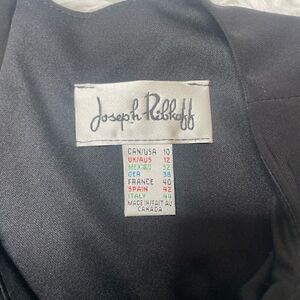 Joseph Ribkoff
CAN/USA 10
UK/AUS 12
MEXICO 32
GER 38
FRANCE 40
SPAIN 42
ITALY 44
MADE IN/FAIT AU
CANADA